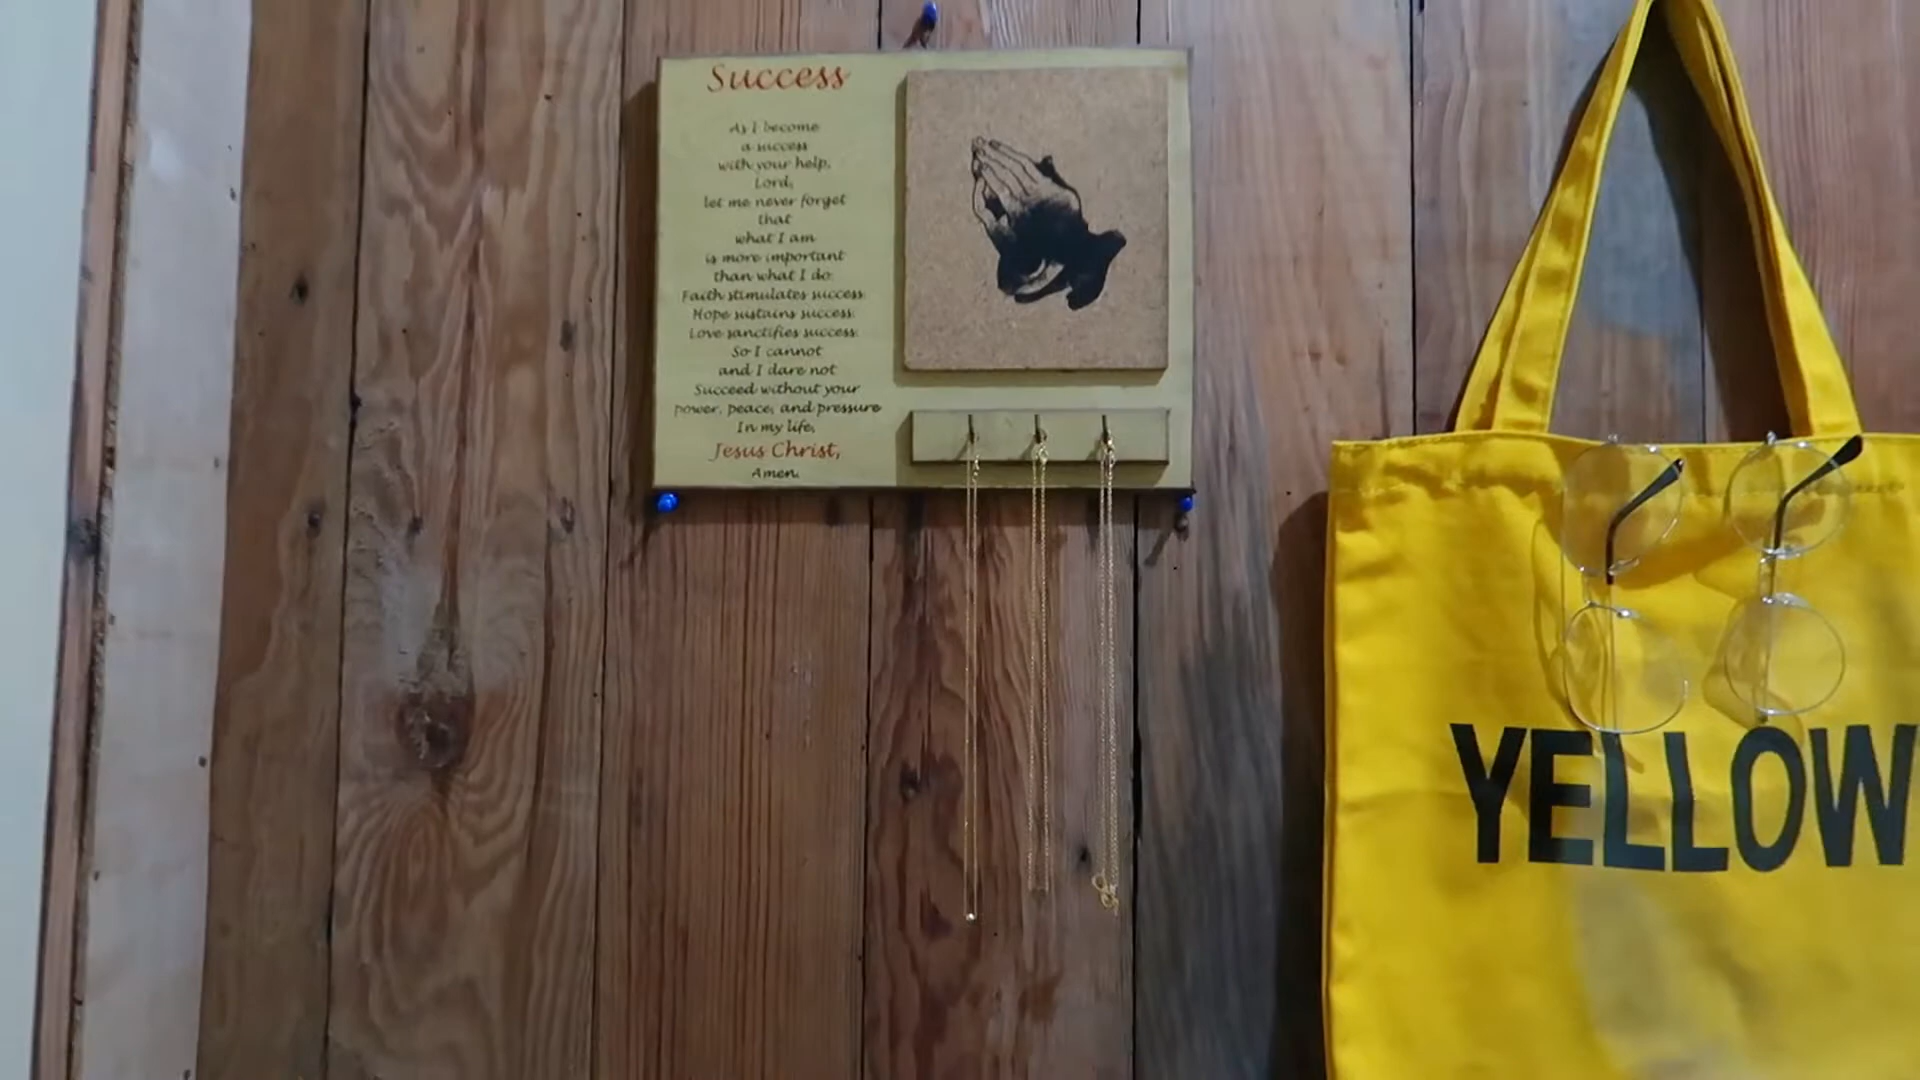 Success
As I become
a success
with your help,
Lord,
let me never forget
that
what I am
is more important
than what I do.
Faith stimulates success.
Hope sustains success.
Love sanctifies success.
So I cannot
and I dare not
Succeed without your
power, peace, and pressure
In my life,
Jesus Christ,
Amen.
YELLOW